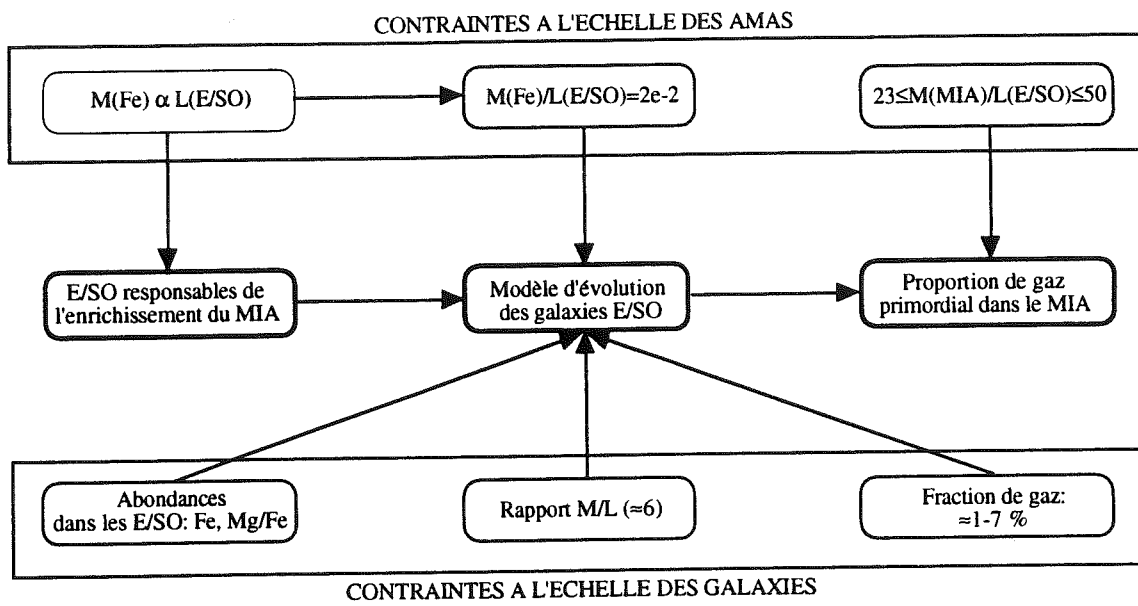 CONTRAINTES A L'ECHELLE DES AMAS
M(Fe) α L(E/SO)
M(Fe)/L(E/SO)=2e-2
23≤M(MIA)/L(E/SO)≤50
E/SO responsables de
l'enrichissement du MIA
Modèle d'évolution
des galaxies E/SO
Proportion de gaz
primordial dans le MIA
Abondances
dans les E/SO: Fe, Mg/Fe
Rapport M/L (≈6)
Fraction de gaz:
≈1-7 %
CONTRAINTES A L'ECHELLE DES GALAXIES